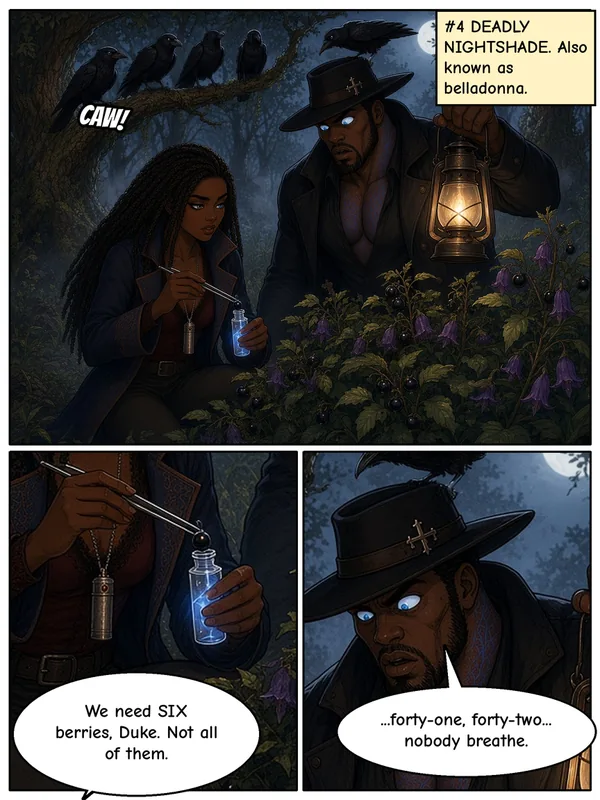 #4 DEADLY
NIGHTSHADE. Also
known as
belladonna.
CAW!
We need SIX
berries, Duke. Not all
of them.
...forty-one, forty-two...
nobody breathe.